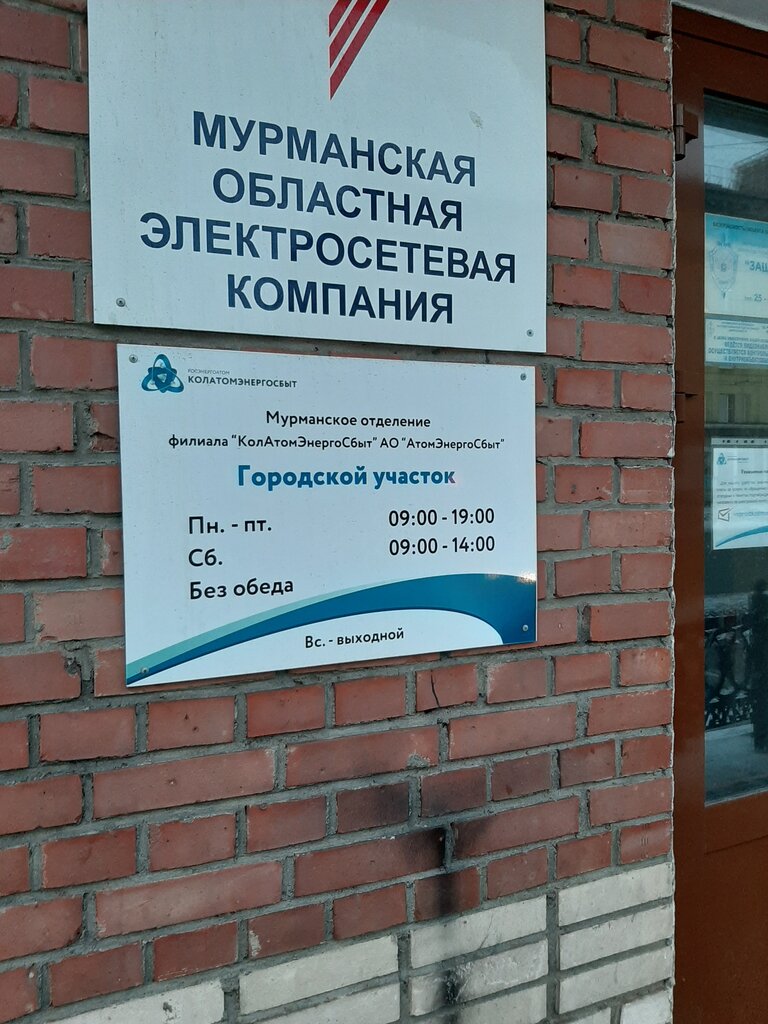 МУРМАНСКАЯ
ОБЛАСТНАЯ
ЭЛЕКТРОСЕТЕВАЯ
КОМПАНИЯ
РОСЭНЕРГОАТОМ
КОЛАТОМЭНЕРГОСБЫТ
Мурманское отделение
филиала "КолАтомЭнергоСбыт" АО "АтомЭнергоСбыт"
Городской участок
Пн. - пт. 09:00 - 19:00
Сб. 09:00 - 14:00
Без обеда
Вс. - выходной